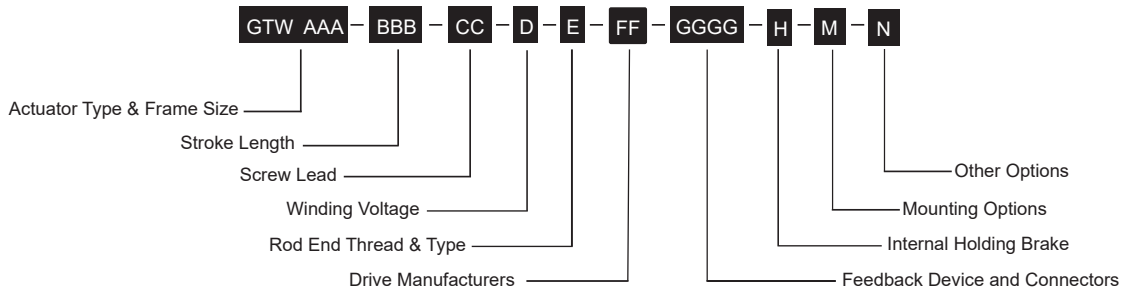 GTW AAA – BBB – CC – D – E – FF – GGGG – H – M – N
Actuator Type & Frame Size
Stroke Length
Screw Lead
Other Options
Winding Voltage
Mounting Options
Rod End Thread & Type
Internal Holding Brake
Drive Manufacturers
Feedback Device and Connectors